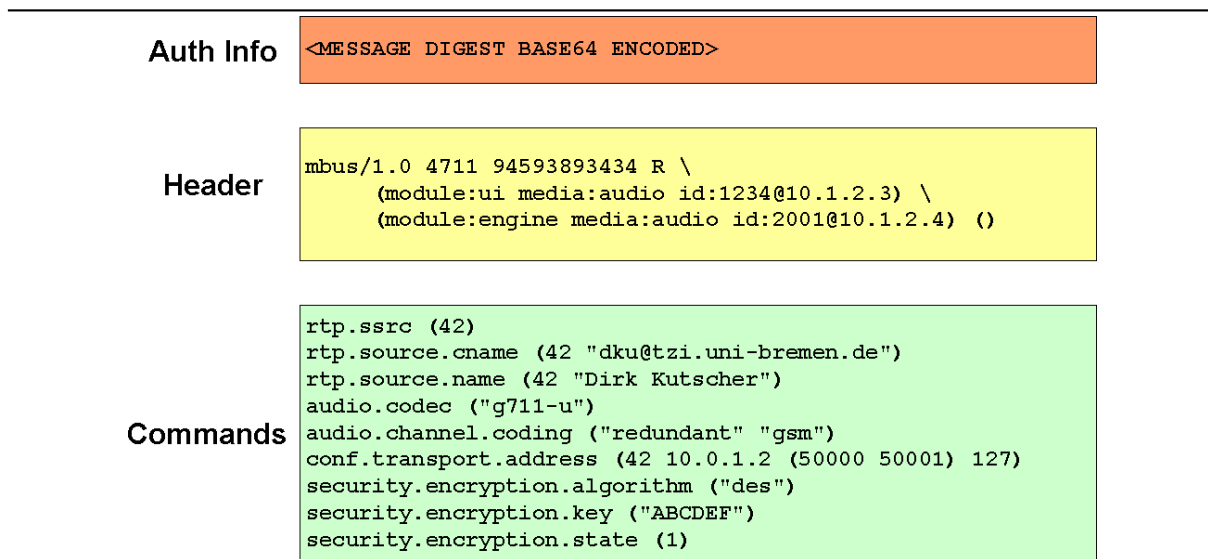 Auth Info
<MESSAGE DIGEST BASE64 ENCODED>
Header
mbus/1.0 4711 94593893434 R \
(module:ui media:audio id:1234@10.1.2.3) \
(module:engine media:audio id:2001@10.1.2.4) ()
Commands
rtp.ssrc (42)
rtp.source.cname (42 "dku@tzi.uni-bremen.de")
rtp.source.name (42 "Dirk Kutscher")
audio.codec ("g711-u")
audio.channel.coding ("redundant" "gsm")
conf.transport.address (42 10.0.1.2 (50000 50001) 127)
security.encryption.algorithm ("des")
security.encryption.key ("ABCDEF")
security.encryption.state (1)